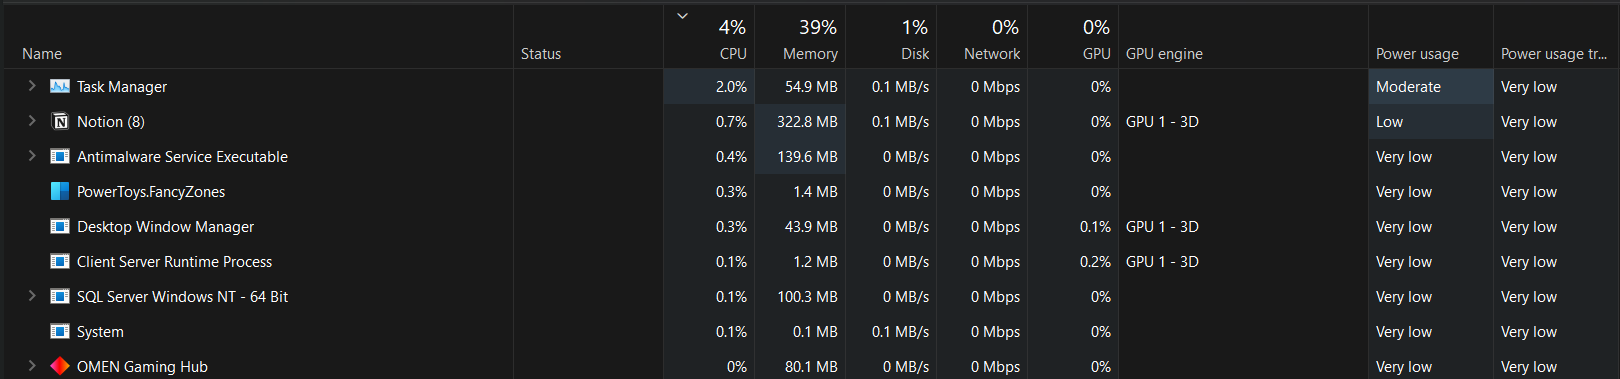 4% 39% 1% 0% 0%
Name Status CPU Memory Disk Network GPU GPU engine Power usage Power usage tr...
Task Manager 2.0% 54.9 MB 0.1 MB/s 0 Mbps 0% Moderate Very low
Notion (8) 0.7% 322.8 MB 0.1 MB/s 0 Mbps 0% GPU 1 - 3D Low Very low
Antimalware Service Executable 0.4% 139.6 MB 0 MB/s 0 Mbps 0% Very low Very low
PowerToys.FancyZones 0.3% 1.4 MB 0 MB/s 0 Mbps 0% Very low Very low
Desktop Window Manager 0.3% 43.9 MB 0 MB/s 0 Mbps 0.1% GPU 1 - 3D Very low Very low
Client Server Runtime Process 0.1% 1.2 MB 0 MB/s 0 Mbps 0.2% GPU 1 - 3D Very low Very low
SQL Server Windows NT - 64 Bit 0.1% 100.3 MB 0 MB/s 0 Mbps 0% Very low Very low
System 0.1% 0.1 MB 0.1 MB/s 0 Mbps 0% Very low Very low
OMEN Gaming Hub 0% 80.1 MB 0 MB/s 0 Mbps 0% Very low Very low